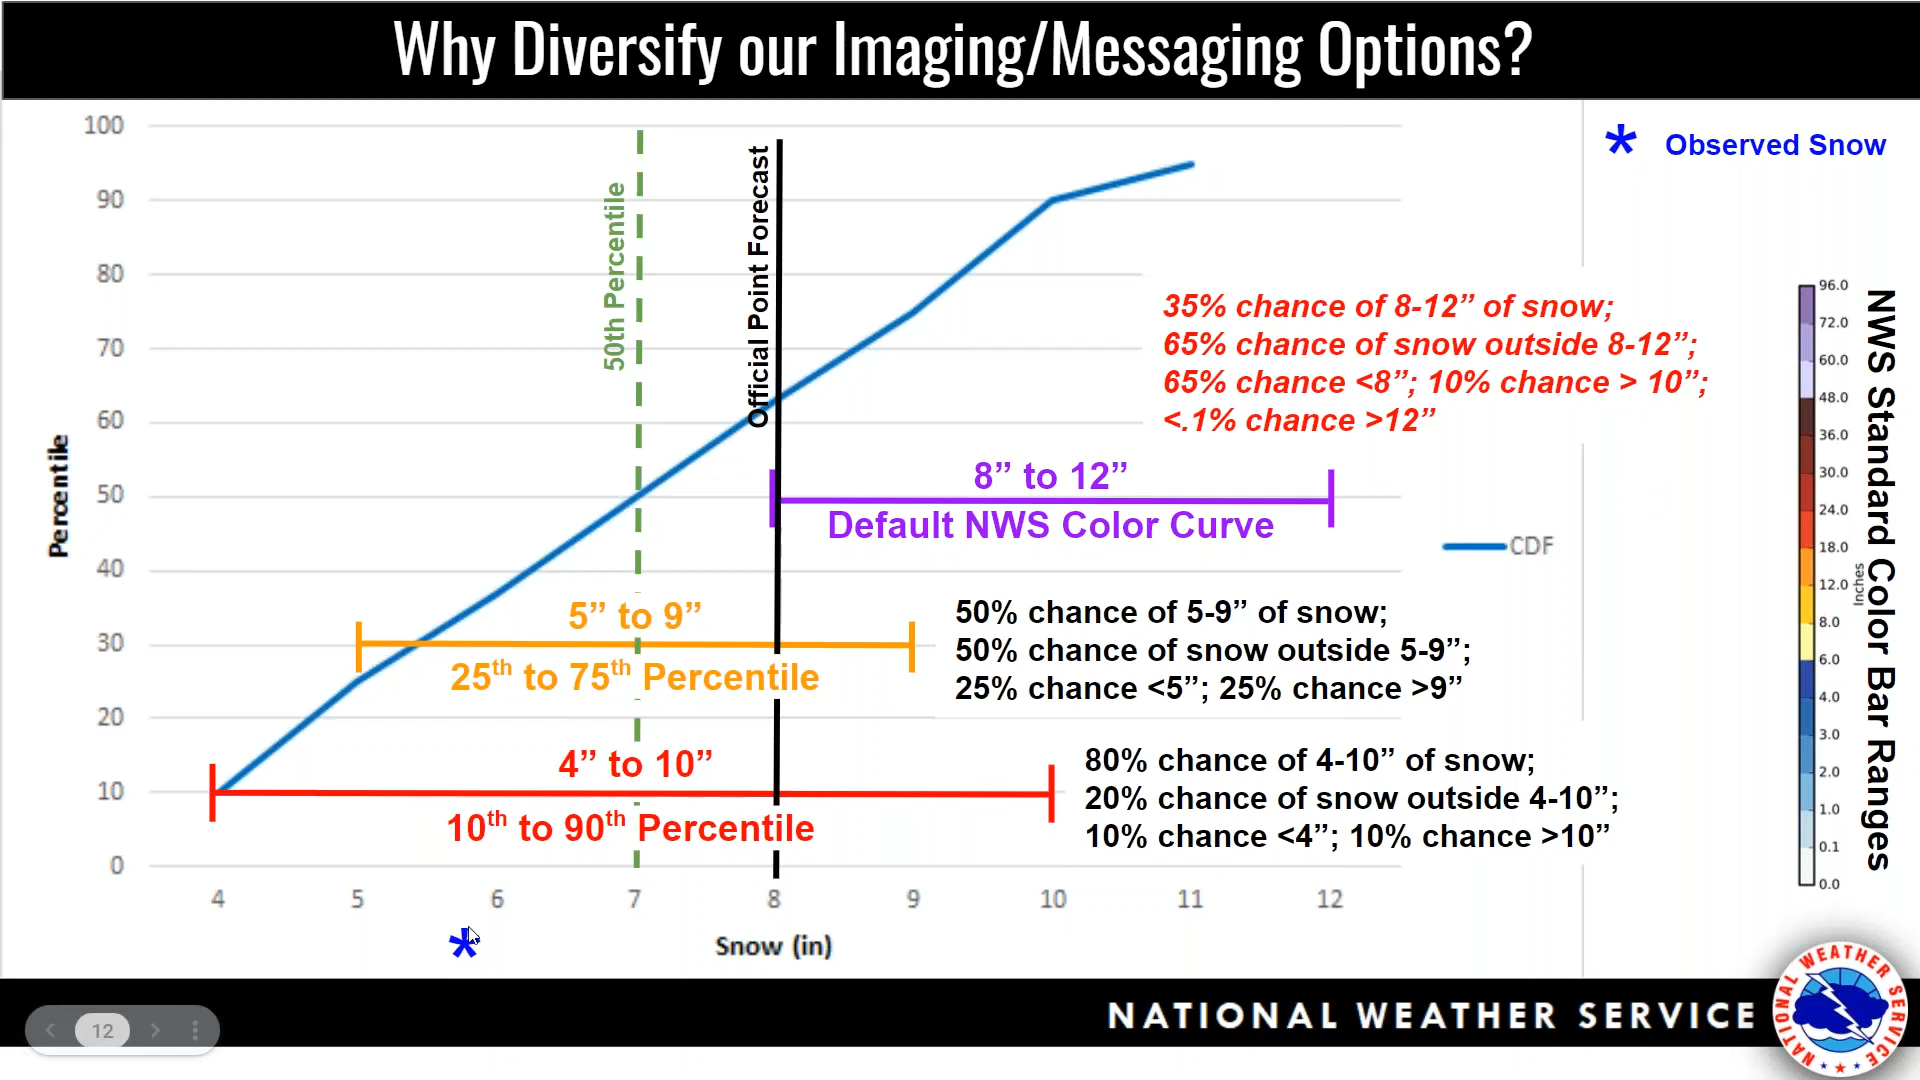 Why Diversify our Imaging/Messaging Options?
* Observed Snow
100
90
80
70
60
50
40
30
20
10
0
Percentile
50th Percentile
Official Point Forecast
35% chance of 8-12” of snow;
65% chance of snow outside 8-12”;
65% chance <8”; 10% chance > 10”;
<.1% chance >12”
8” to 12”
Default NWS Color Curve
CDF
5” to 9”
25th to 75th Percentile
50% chance of 5-9” of snow;
50% chance of snow outside 5-9”;
25% chance <5”; 25% chance >9”
4” to 10”
10th to 90th Percentile
80% chance of 4-10” of snow;
20% chance of snow outside 4-10”;
10% chance <4”; 10% chance >10”
4 5 6 7 8 9 10 11 12
*
Snow (in)
96.0
72.0
60.0
48.0
36.0
30.0
24.0
18.0
12.0
8.0
6.0
4.0
3.0
2.0
1.0
0.1
0.0
Inches
NWS Standard Color Bar Ranges
NATIONAL WEATHER SERVICE
NATIONAL WEATHER SERVICE
12